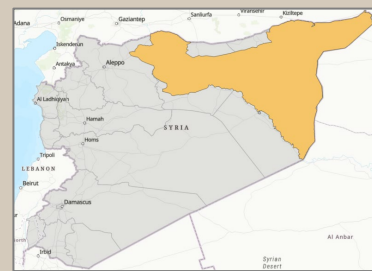 Adana
Osmaniye
Gaziantep
Sanliurfa
Viransehir
Kiziltepe
Iskenderun
Antakya
Aleppo
Al Ladhiqiyah
Hamah
SYRIA
Homs
Tripoli
LEBANON
Beirut
Damascus
Irbid
Al Anbar
Syrian
Desert